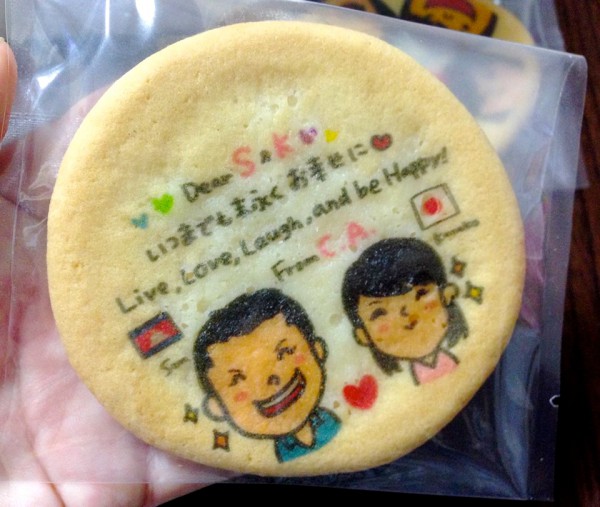 Dear S & K
いつまでも末永くお幸せに
Live, Love, Laugh, and be Happy!
From C.A.